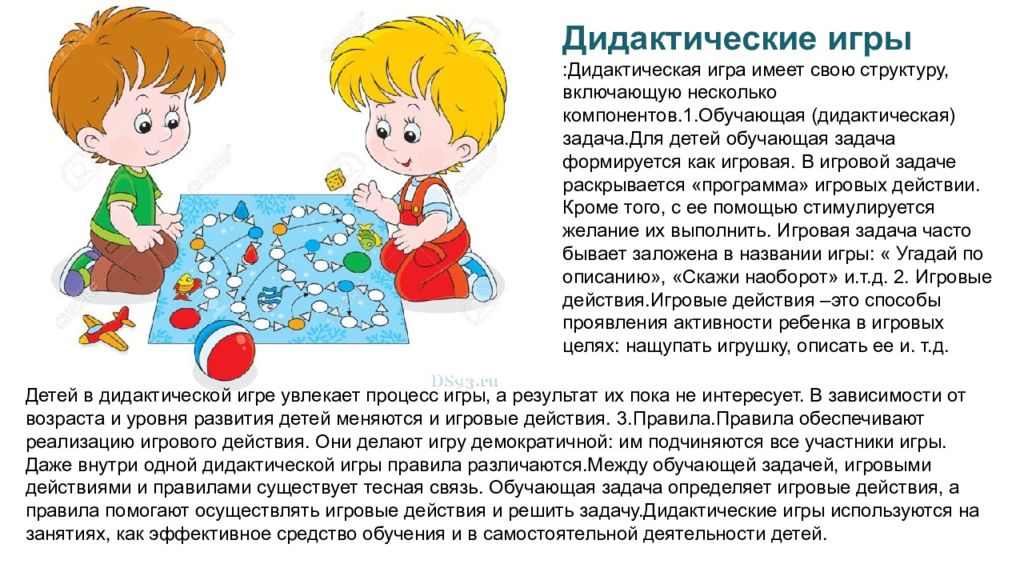 Дидактические игры
:Дидактическая игра имеет свою структуру,
включающую несколько
компонентов.1.Обучающая (дидактическая)
задача.Для детей обучающая задача
формируется как игровая. В игровой задаче
раскрывается «программа» игровых действии.
Кроме того, с ее помощью стимулируется
желание их выполнить. Игровая задача часто
бывает заложена в названии игры: « Угадай по
описанию», «Скажи наоборот» и.т.д. 2. Игровые
действия.Игровые действия –это способы
проявления активности ребенка в игровых
целях: нащупать игрушку, описать ее и. т.д.
DS93.ru
Детей в дидактической игре увлекает процесс игры, а результат их пока не интересует. В зависимости от
возраста и уровня развития детей меняются и игровые действия. 3.Правила.Правила обеспечивают
реализацию игрового действия. Они делают игру демократичной: им подчиняются все участники игры.
Даже внутри одной дидактической игры правила различаются.Между обучающей задачей, игровыми
действиями и правилами существует тесная связь. Обучающая задача определяет игровые действия, а
правила помогают осуществлять игровые действия и решить задачу.Дидактические игры используются на
занятиях, как эффективное средство обучения и в самостоятельной деятельности детей.